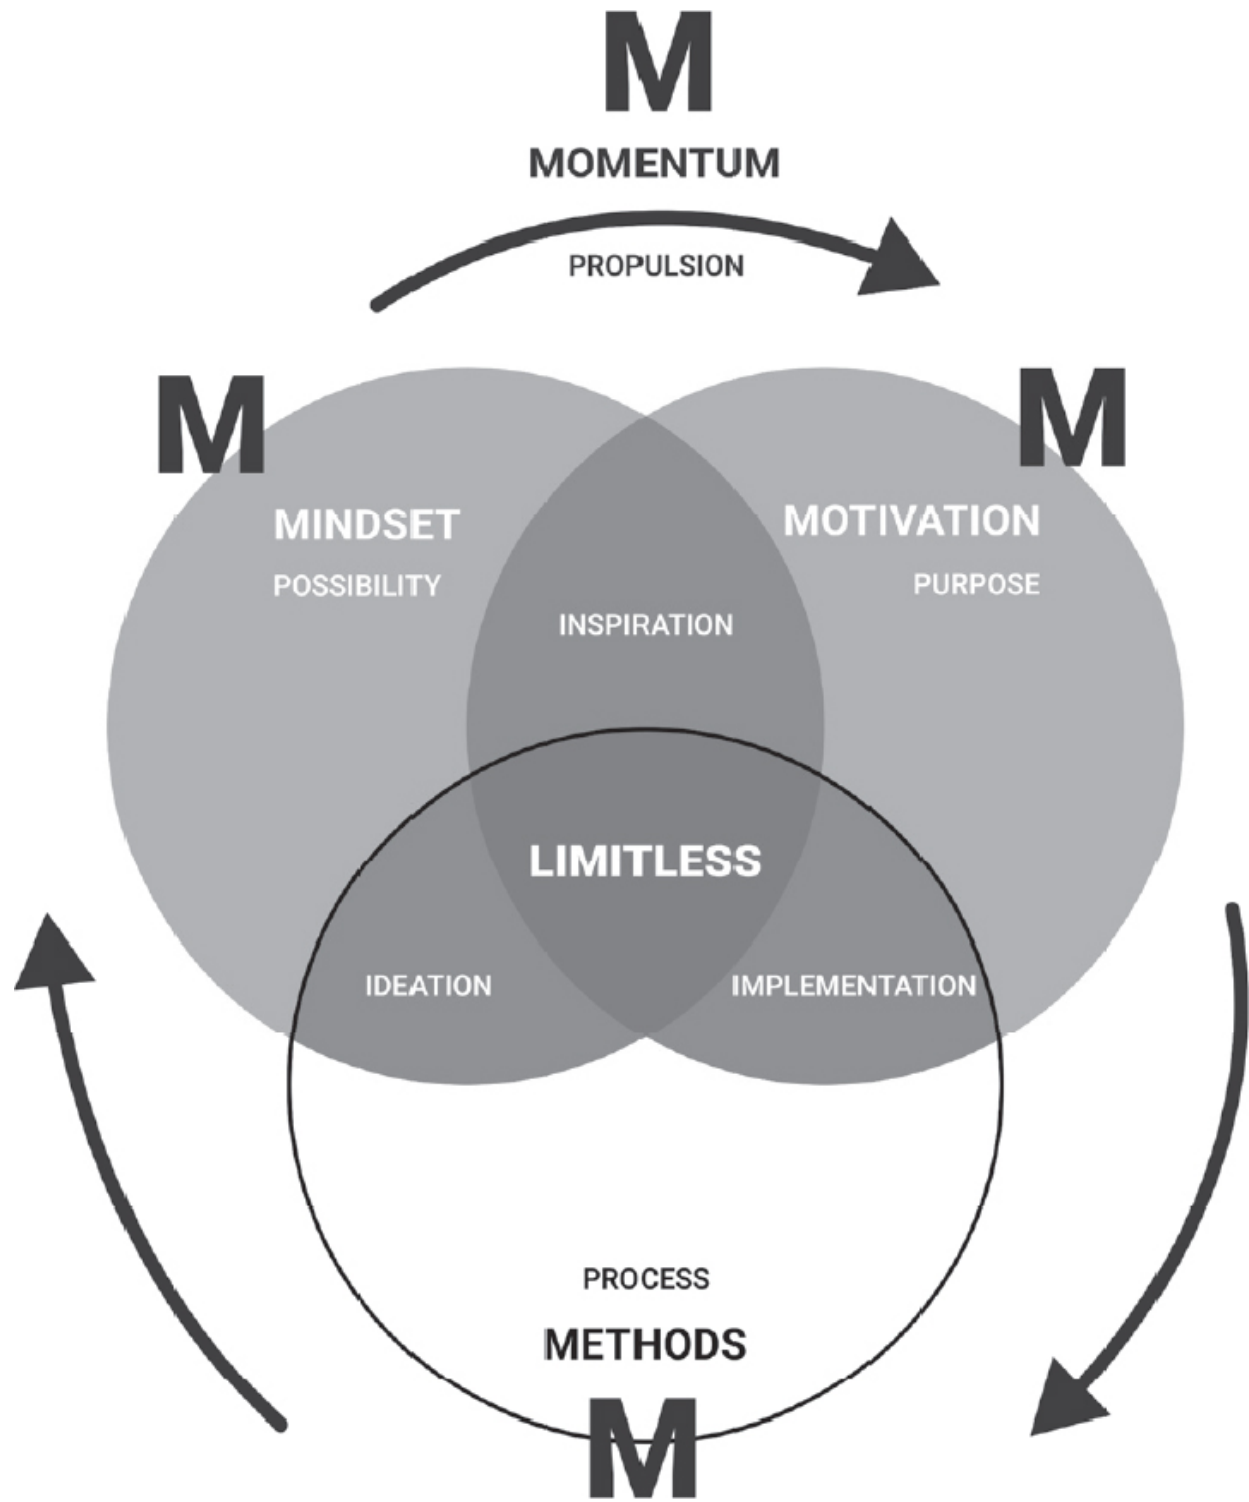 M
MOMENTUM
PROPULSION
M
M
MINDSET
MOTIVATION
POSSIBILITY
PURPOSE
INSPIRATION
LIMITLESS
IDEATION
IMPLEMENTATION
PROCESS
METHODS
M